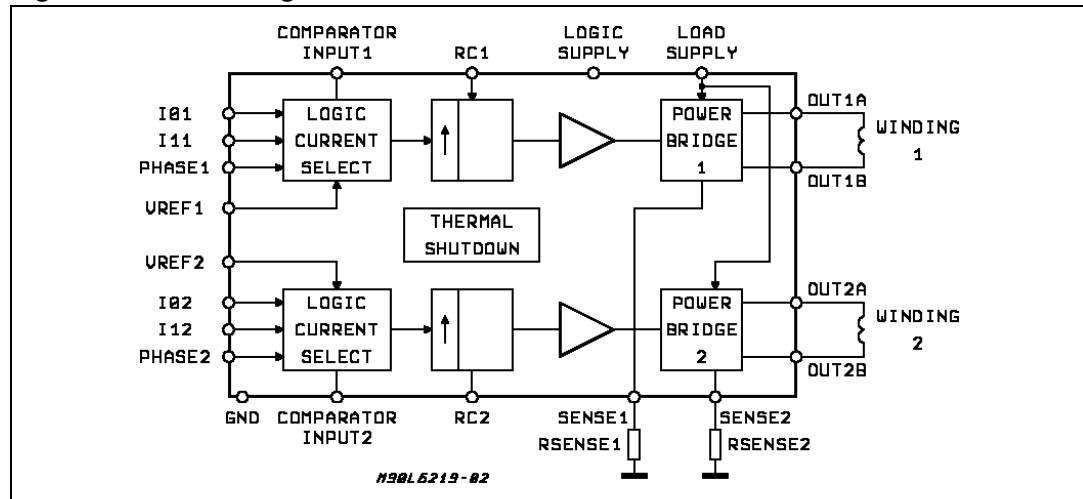 COMPARATOR
INPUT1
RC1
LOGIC
SUPPLY
LOAD
SUPPLY
I01
I11
PHASE1
VREF1
LOGIC
CURRENT
SELECT
POWER
BRIDGE
1
OUT1A
OUT1B
WINDING
1
THERMAL
SHUTDOWN
VREF2
I02
I12
PHASE2
LOGIC
CURRENT
SELECT
POWER
BRIDGE
2
OUT2A
OUT2B
WINDING
2
GND
COMPARATOR
INPUT2
RC2
SENSE1
RSENSE1
SENSE2
RSENSE2
M90L6219-02